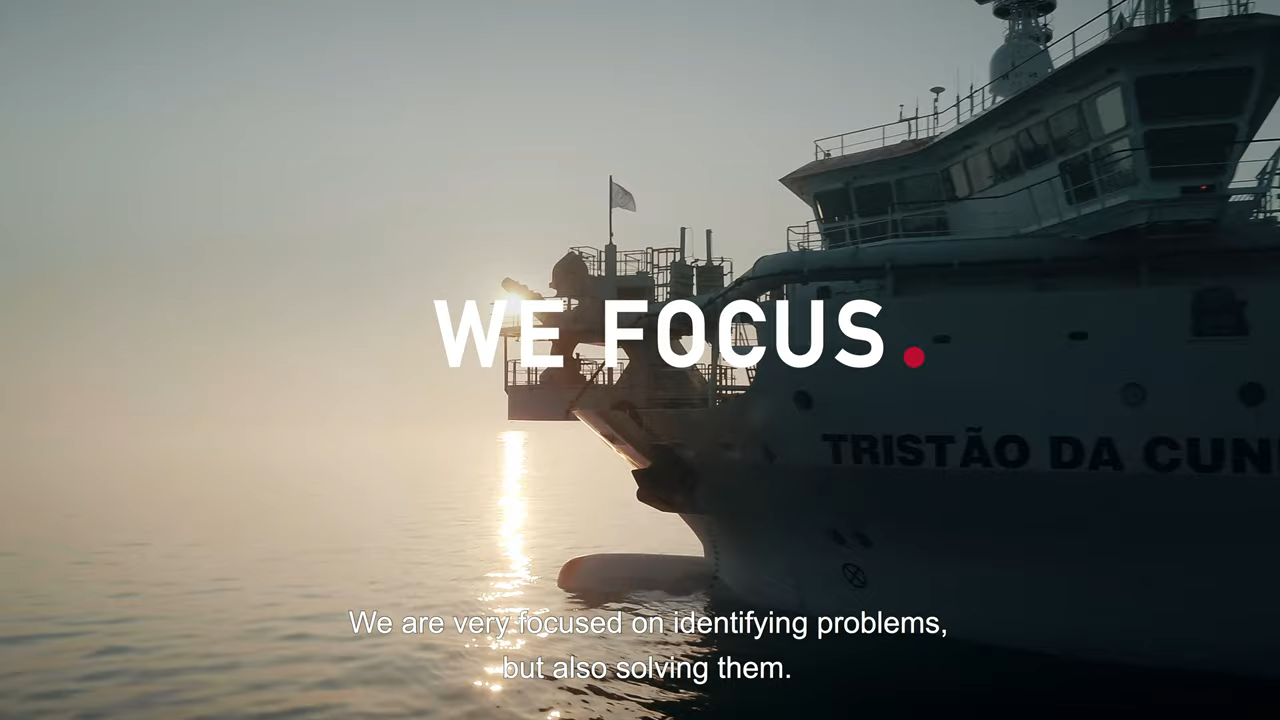 WE FOCUS.
TRISTÃO DA CUN
We are very focused on identifying problems,
but also solving them.